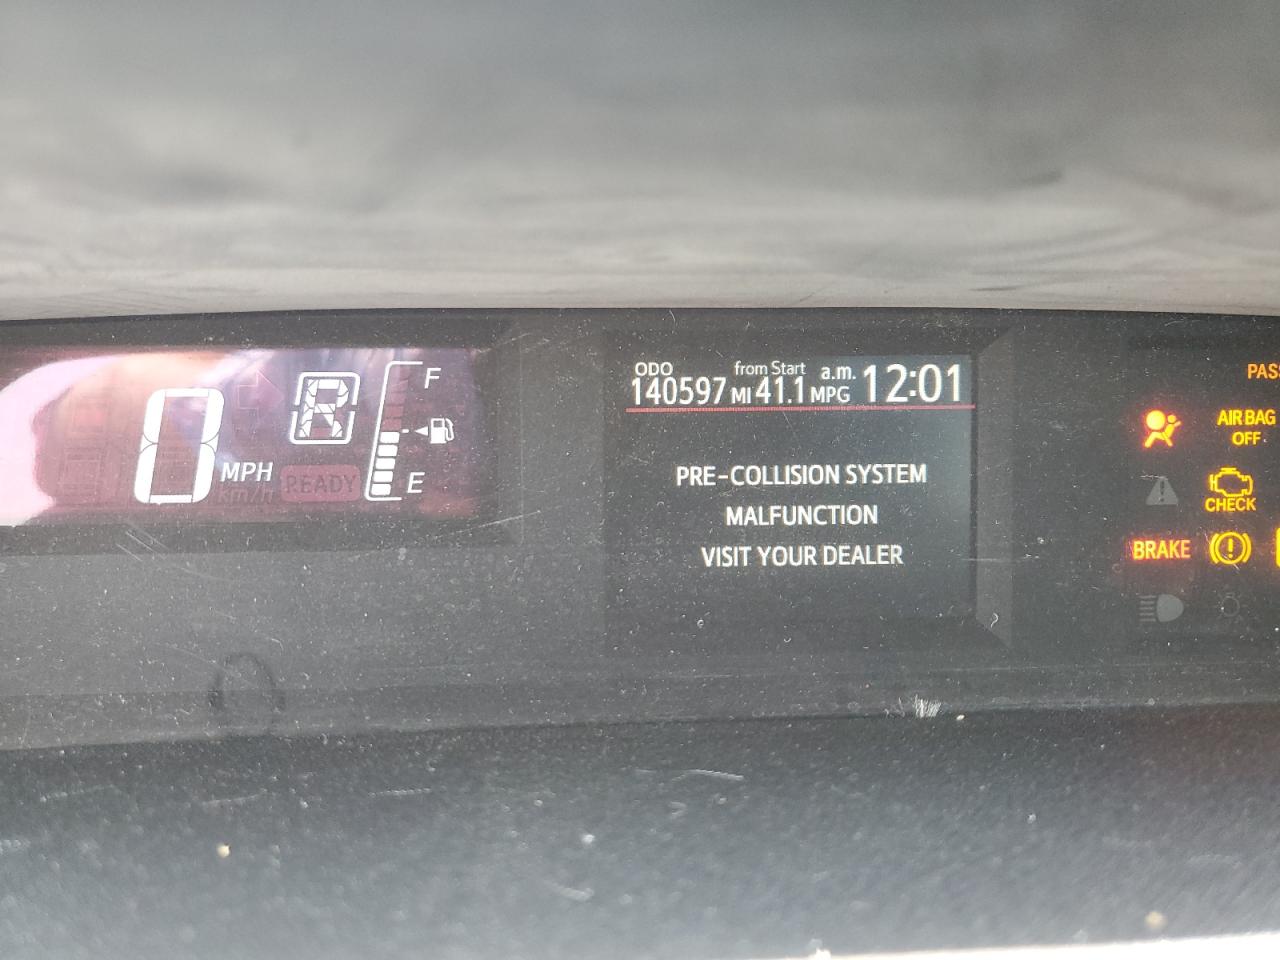 0 MPH
km/h
R
READY
F
E
ODO from Start a.m.
140597 MI 41.1 MPG 12:01
PRE-COLLISION SYSTEM
MALFUNCTION
VISIT YOUR DEALER
AIR BAG
OFF
CHECK
BRAKE